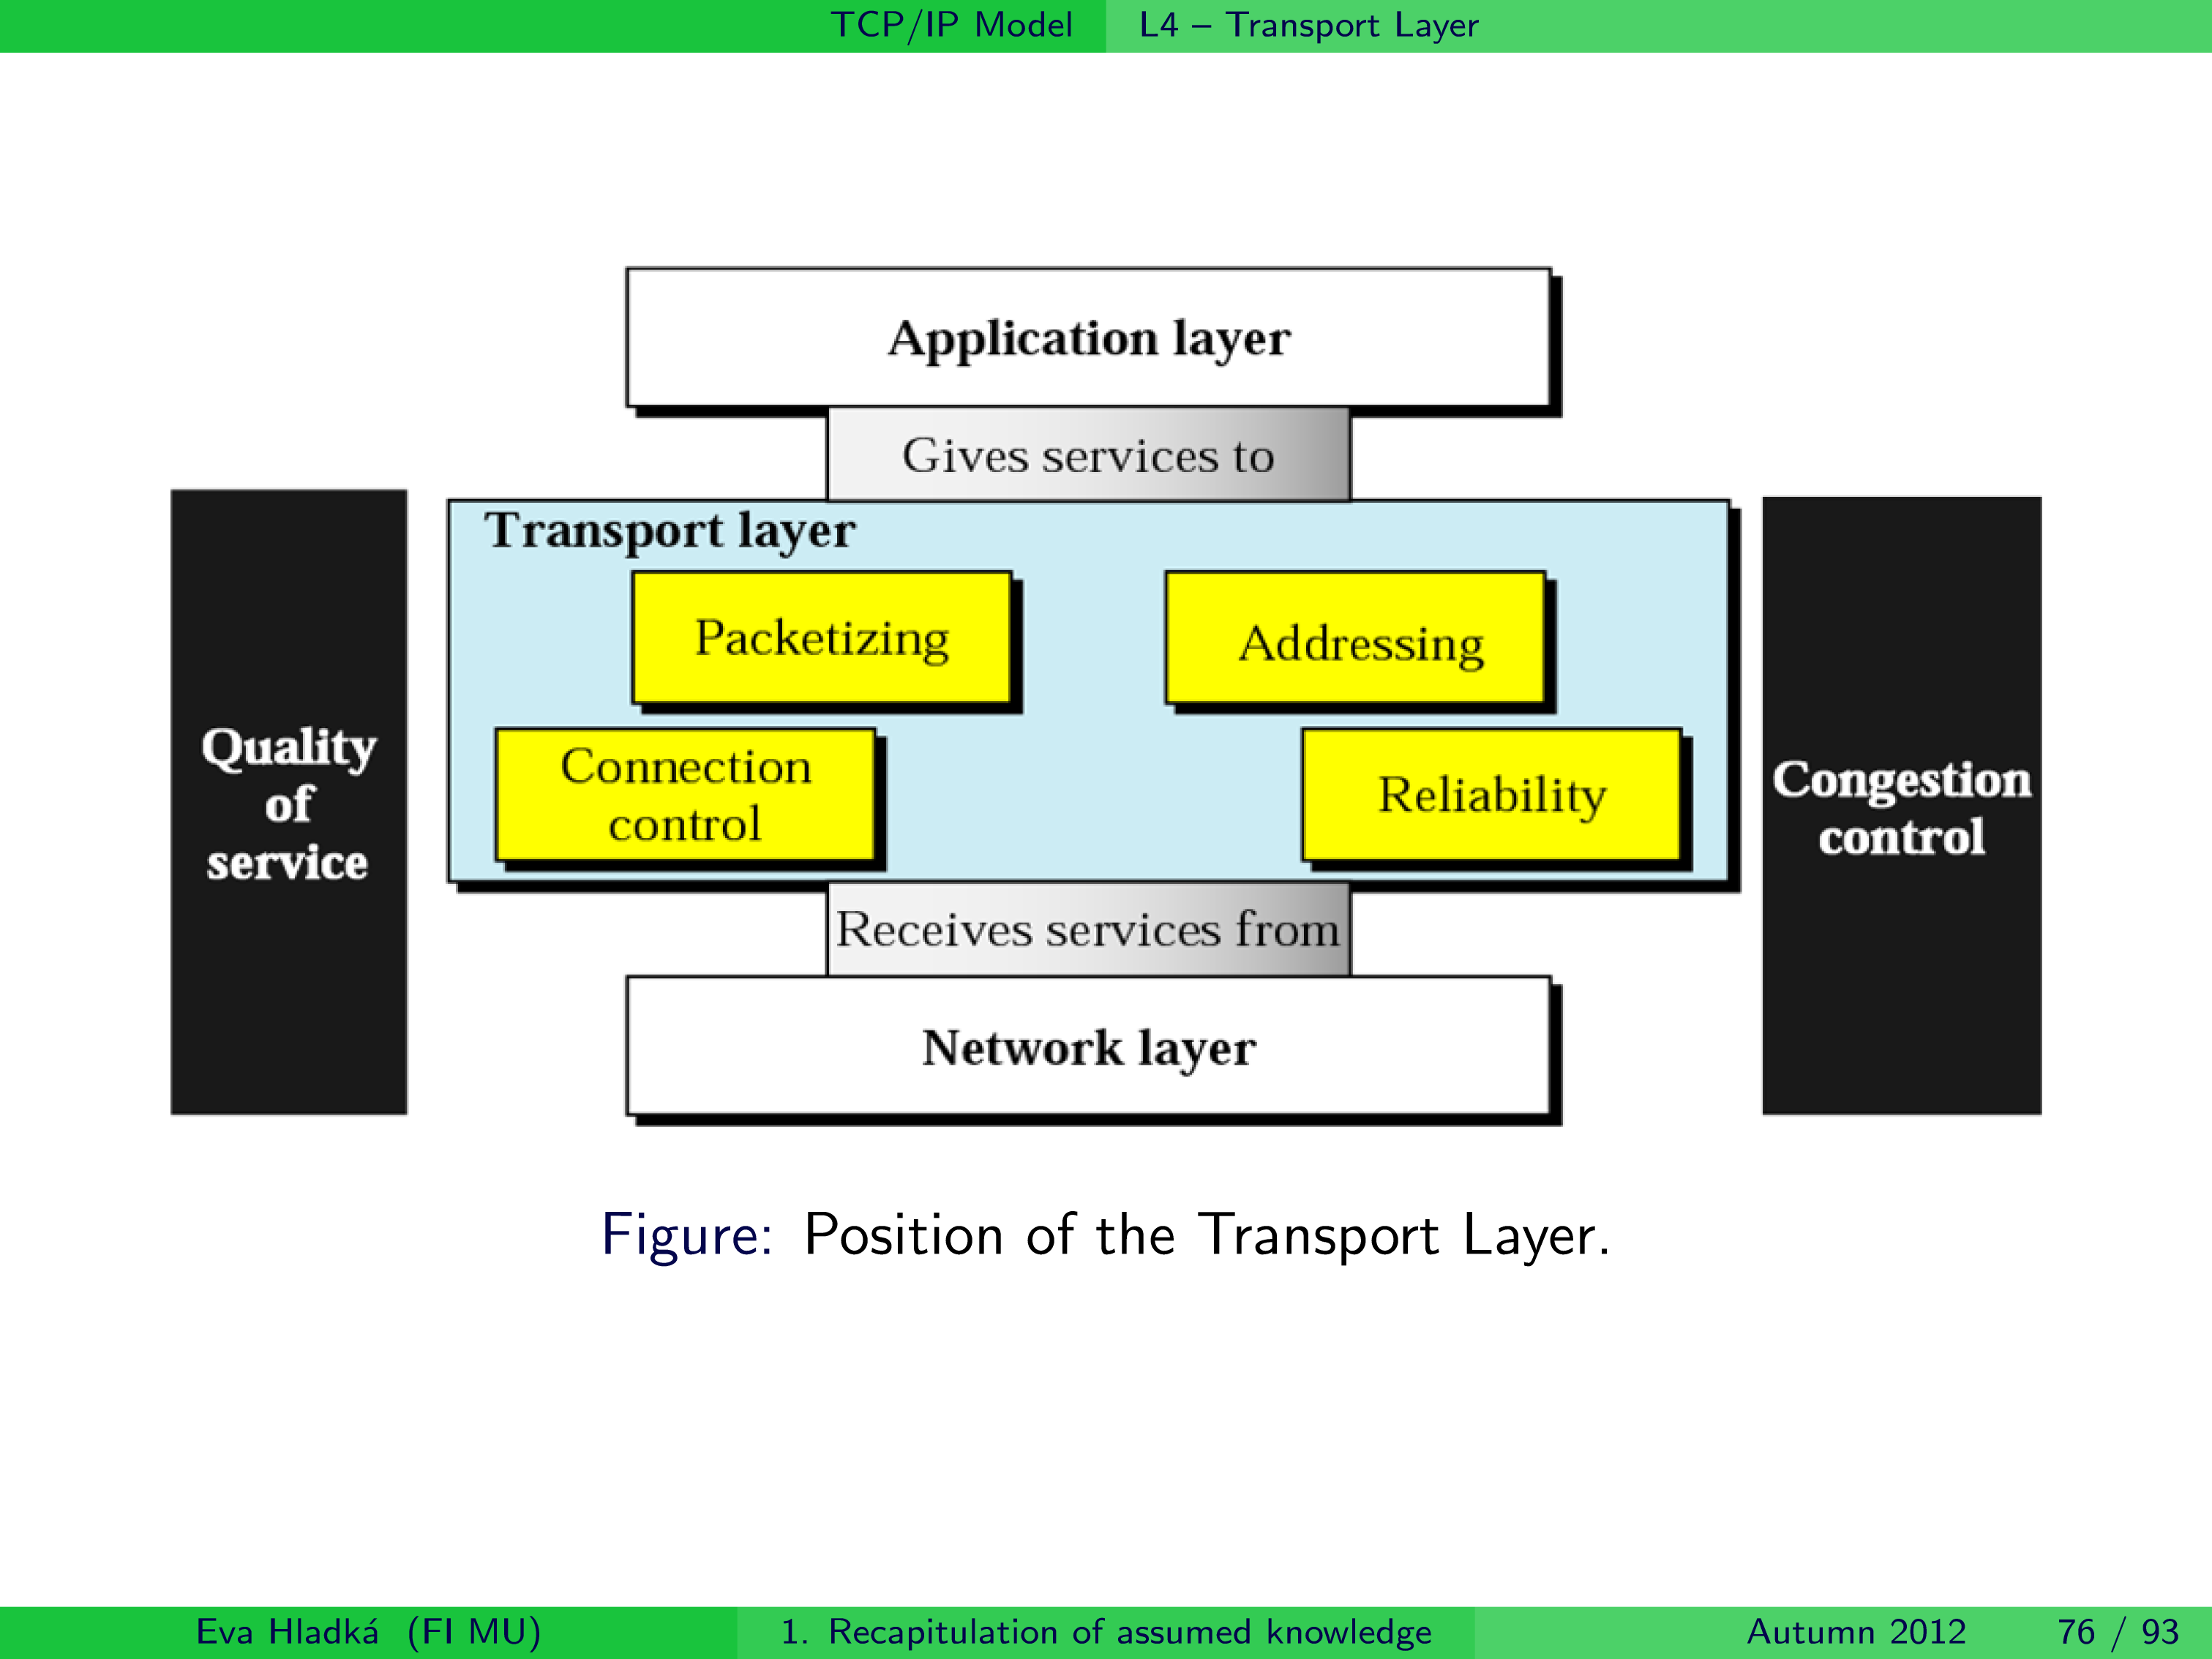 TCP/IP Model L4 – Transport Layer
Application layer
Gives services to
Transport layer
Packetizing
Addressing
Connection
control
Reliability
Quality
of
service
Congestion
control
Receives services from
Network layer
Figure: Position of the Transport Layer.
Eva Hladká (FI MU) 1. Recapitulation of assumed knowledge Autumn 2012 76 / 93